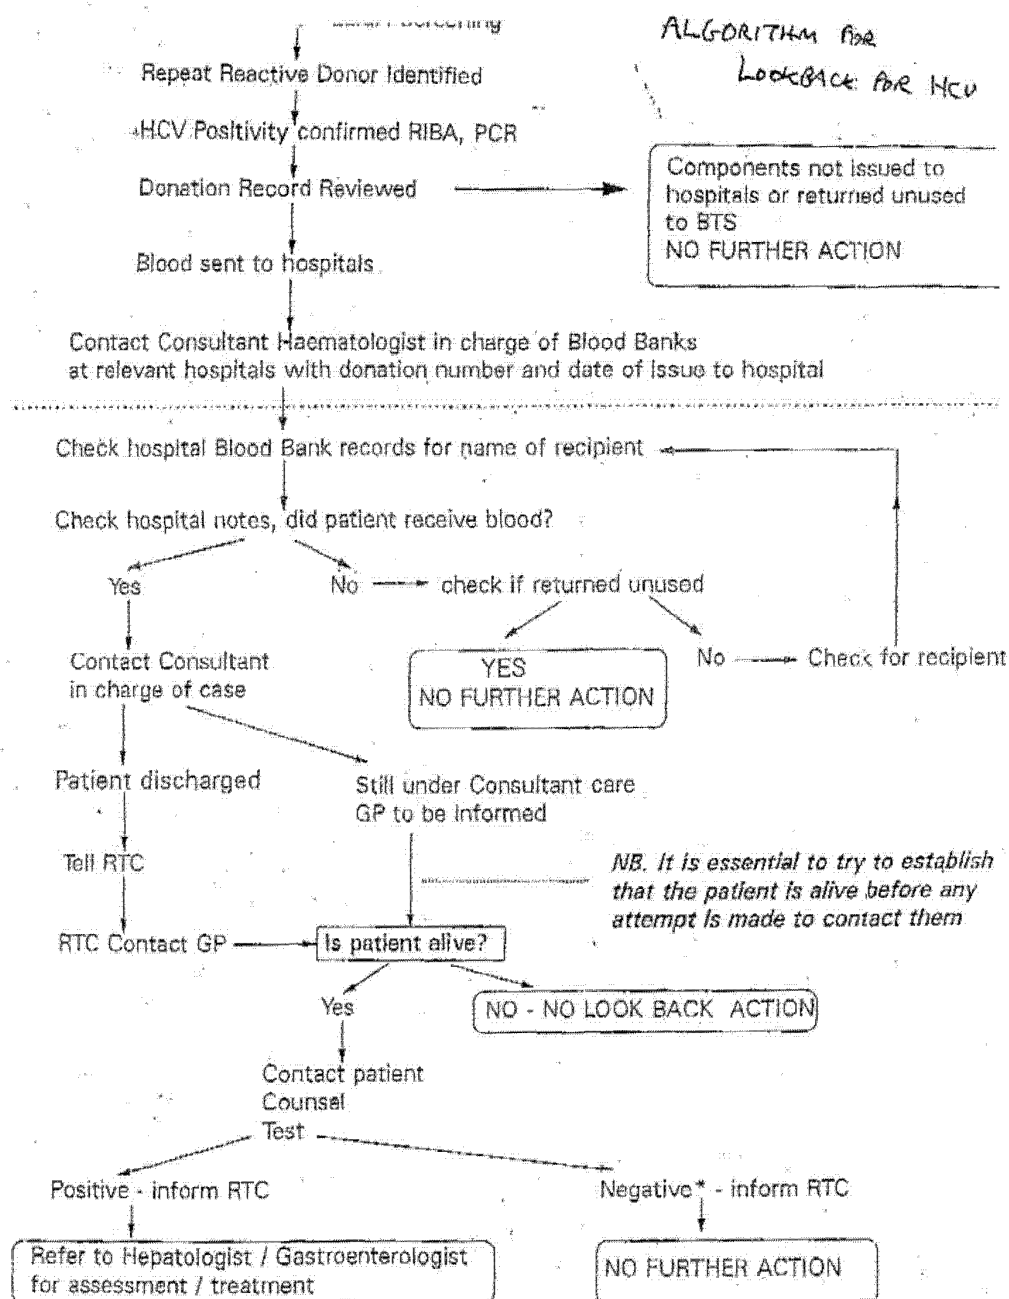 Screening
ALGORITHM FOR
LOOKBACK FOR HCV
Repeat Reactive Donor Identified
HCV Positivity confirmed RIBA, PCR
Donation Record Reviewed
Components not issued to
hospitals or returned unused
to BTS
NO FURTHER ACTION
Blood sent to hospitals
Contact Consultant Haematologist in charge of Blood Banks
at relevant hospitals with donation number and date of issue to hospital
Check hospital Blood Bank records for name of recipient
Check hospital notes, did patient receive blood?
Yes
No
check if returned unused
Contact Consultant
in charge of case
YES
NO FURTHER ACTION
No
Check for recipient
Patient discharged
Still under Consultant care
GP to be informed
Tell RTC
NB. It is essential to try to establish
that the patient is alive before any
attempt is made to contact them
RTC Contact GP
Is patient alive?
Yes
NO - NO LOOK BACK ACTION
Contact patient
Counsel
Test
Positive - inform RTC
Negative* - inform RTC
Refer to Hepatologist / Gastroenterologist
for assessment / treatment
NO FURTHER ACTION